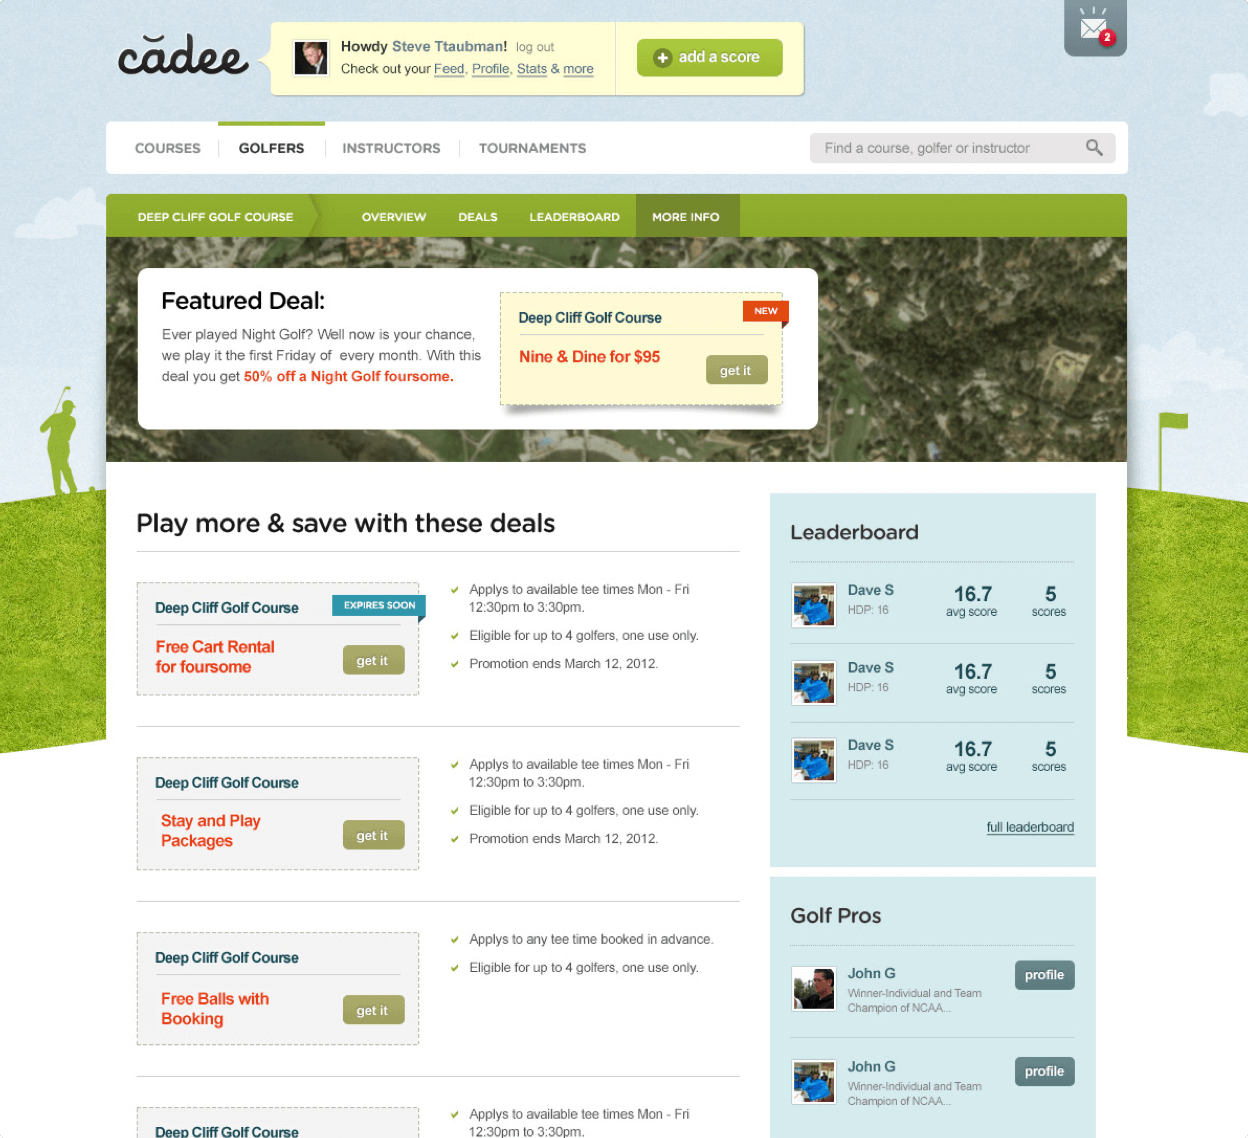 cădee
Howdy Steve Ttaubman! log out
Check out your Feed, Profile, Stats & more
add a score
2
COURSES
GOLFERS
INSTRUCTORS
TOURNAMENTS
Find a course, golfer or instructor
DEEP CLIFF GOLF COURSE
OVERVIEW
DEALS
LEADERBOARD
MORE INFO
Featured Deal:
Ever played Night Golf? Well now is your chance,
we play it the first Friday of every month. With this
deal you get 50% off a Night Golf foursome.
NEW
Deep Cliff Golf Course
Nine & Dine for $95
get it
Play more & save with these deals
Deep Cliff Golf Course
EXPIRES SOON
Free Cart Rental
for foursome
get it
Applys to available tee times Mon - Fri
12:30pm to 3:30pm.
Eligible for up to 4 golfers, one use only.
Promotion ends March 12, 2012.
Deep Cliff Golf Course
Stay and Play
Packages
get it
Applys to available tee times Mon - Fri
12:30pm to 3:30pm.
Eligible for up to 4 golfers, one use only.
Promotion ends March 12, 2012.
Deep Cliff Golf Course
Free Balls with
Booking
get it
Applys to any tee time booked in advance.
Eligible for up to 4 golfers, one use only.
Deep Cliff Golf Course
Applys to available tee times Mon - Fri
12:30pm to 3:30pm.
Leaderboard
Dave S
HDP: 16
16.7
avg score
5
scores
Dave S
HDP: 16
16.7
avg score
5
scores
Dave S
HDP: 16
16.7
avg score
5
scores
full leaderboard
Golf Pros
John G
Winner-Individual and Team
Champion of NCAA...
profile
John G
Winner-Individual and Team
Champion of NCAA...
profile